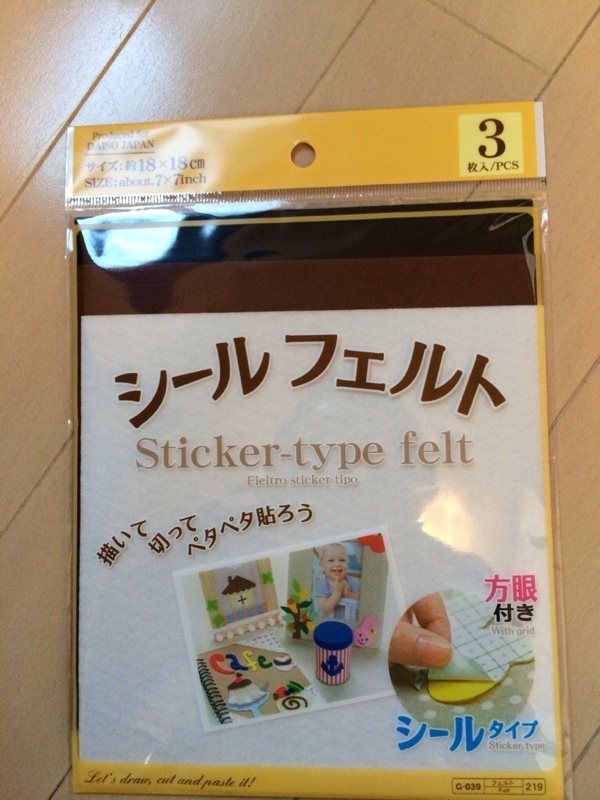 Produced for
DAISO JAPAN
サイズ:約18×18cm
SIZE:about.7×7inch
3
枚入/PCS
シールフェルト
Sticker-type felt
Fieltro sticker tipo
描いて
切って
ペタペタ貼ろう
Cafe
方眼
付き
With grid
シールタイプ
Sticker type
Let's draw, cut and paste it!
G-039
フェルト
Felt
219